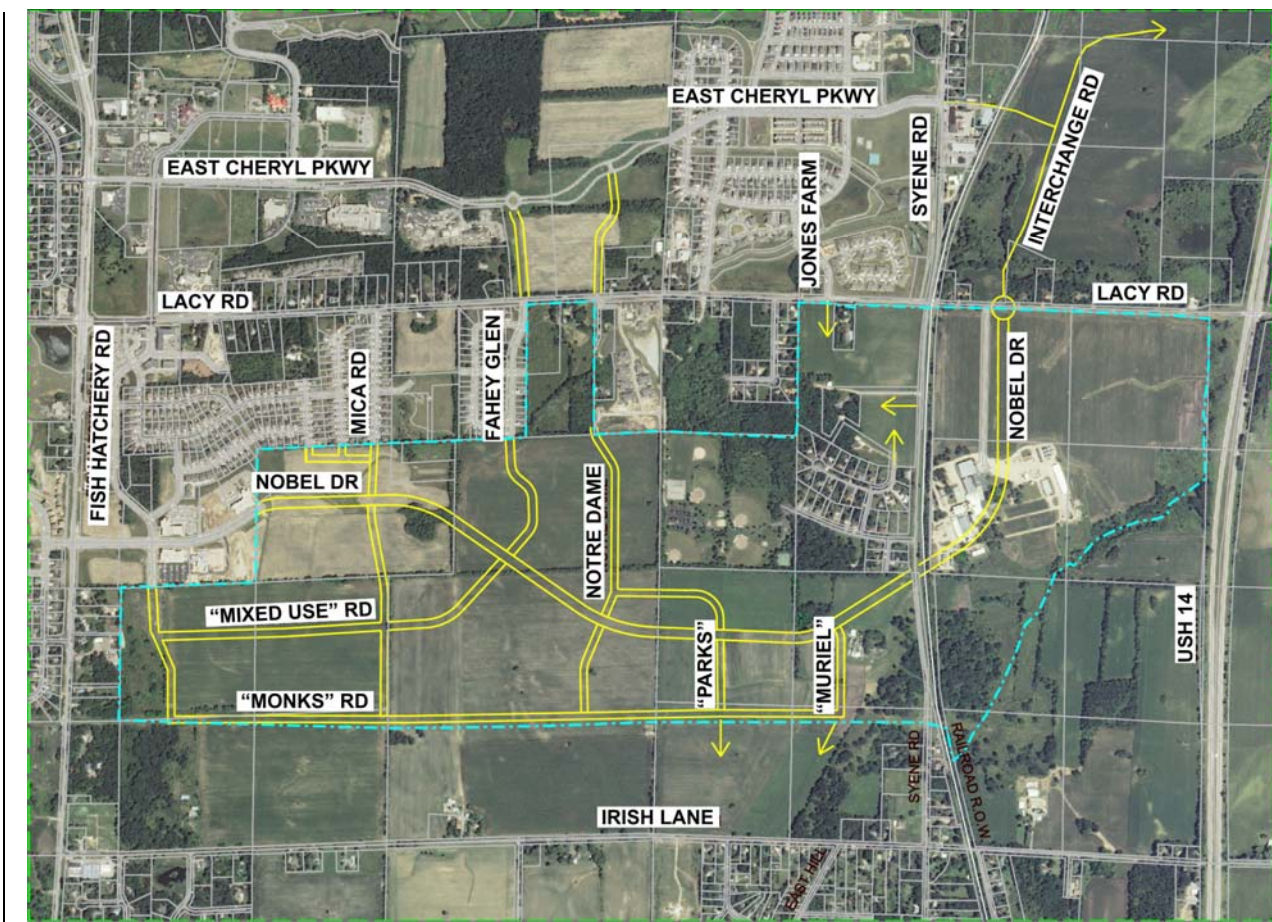 EAST CHERYL PKWY
EAST CHERYL PKWY
SYENE RD
INTERCHANGE RD
JONES FARM
LACY RD
LACY RD
FISH HATCHERY RD
MICA RD
FAHEY GLEN
NOBEL DR
NOBEL DR
NOTRE DAME
"MIXED USE" RD
"PARKS"
"MURIEL"
USH 14
"MONKS" RD
SYENE RD
RAILROAD R.O.W.
IRISH LANE
EAST HILL